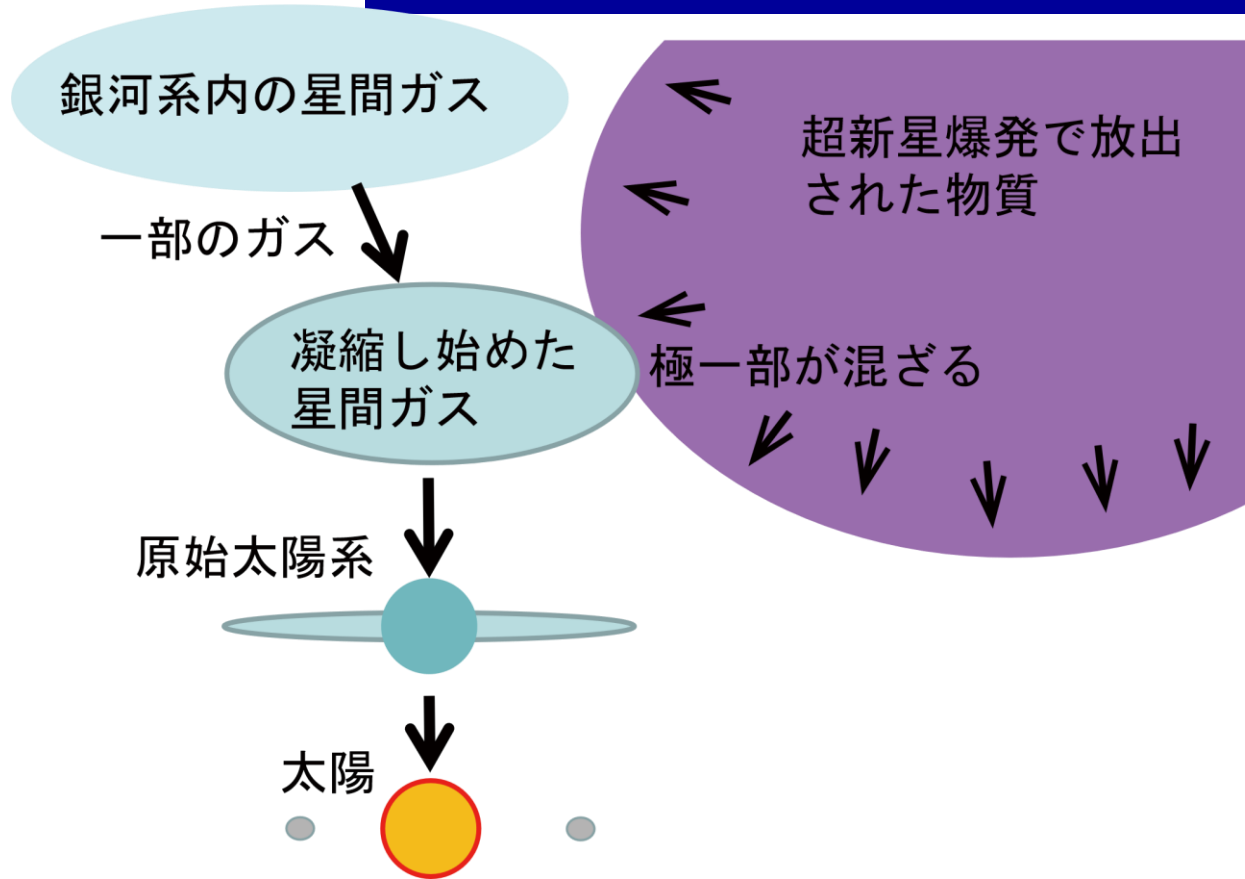 銀河系内の星間ガス
超新星爆発で放出
された物質
一部のガス
凝縮し始めた
星間ガス
極一部が混ざる
原始太陽系
太陽